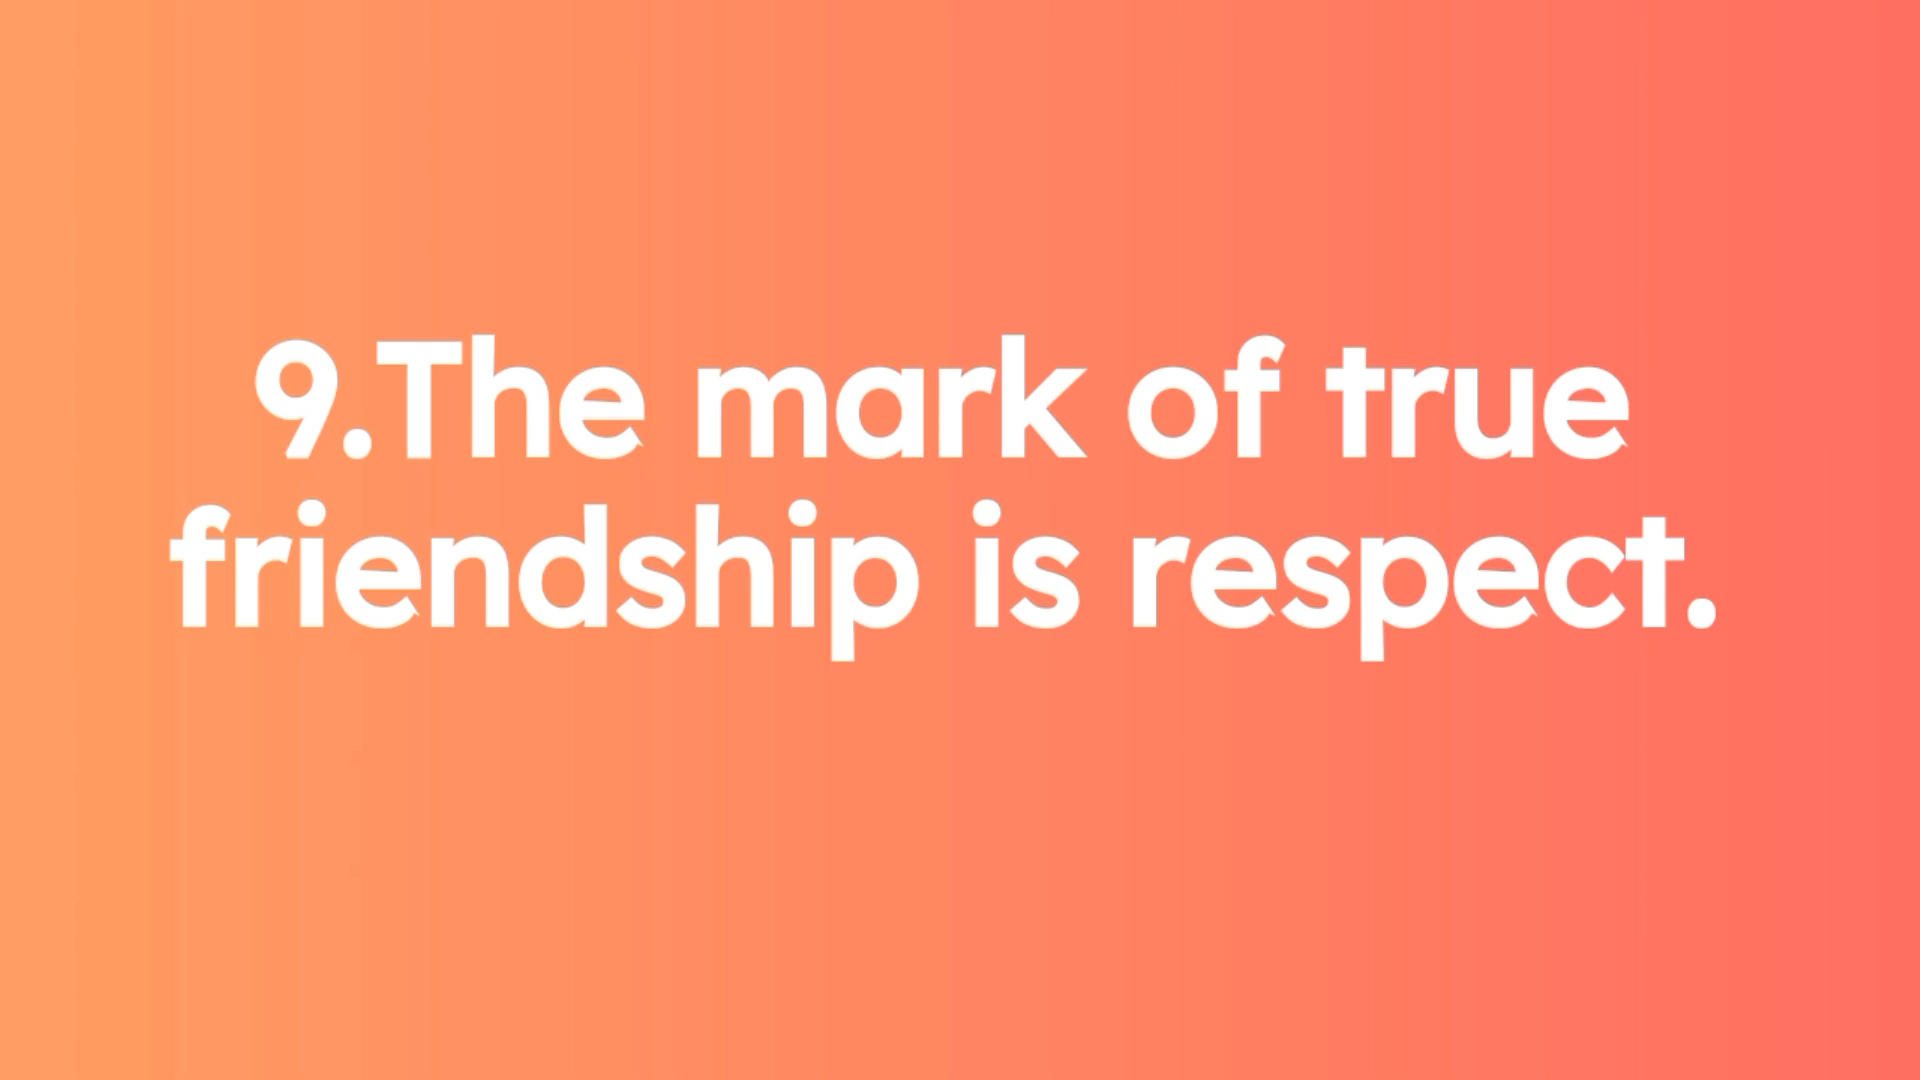 9.The mark of true
friendship is respect.